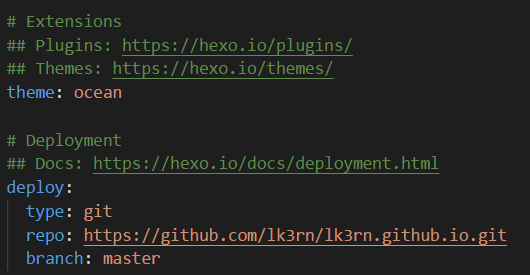 # Extensions
## Plugins: https://hexo.io/plugins/
## Themes: https://hexo.io/themes/
theme: ocean
# Deployment
## Docs: https://hexo.io/docs/deployment.html
deploy:
type: git
repo: https://github.com/lk3rn/lk3rn.github.io.git
branch: master